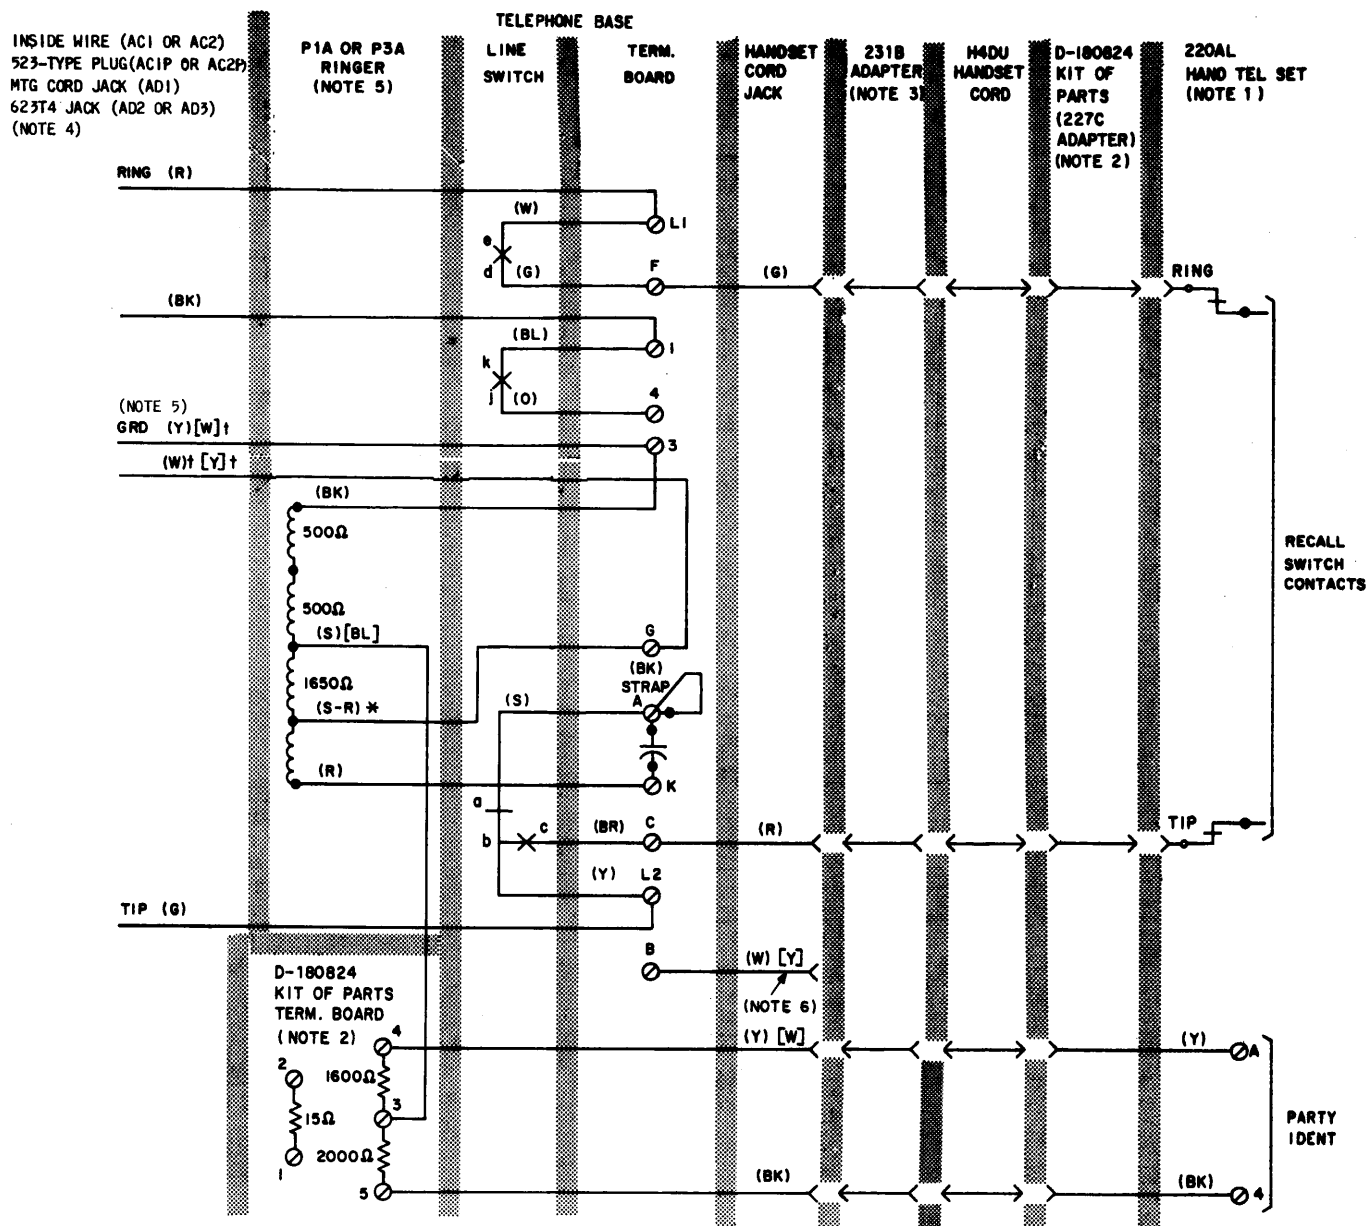 TELEPHONE BASE
INSIDE WIRE (AC1 OR AC2)
523-TYPE PLUG(AC1P OR AC2P)
MTG CORD JACK (AD1)
623T4 JACK (AD2 OR AD3)
(NOTE 4)
P1A OR P3A
RINGER
(NOTE 5)
LINE
SWITCH
TERM.
BOARD
HANDSET
CORD
JACK
231B
ADAPTER
(NOTE 3)
H4DU
HANDSET
CORD
D-180824
KIT OF
PARTS
(227C
ADAPTER)
(NOTE 2)
220AL
HAND TEL SET
(NOTE 1)
RING (R)
(W)
L1
e
d
(G)
F
(G)
RING
(BK)
(BL)
1
k
j
(O)
4
(NOTE 5)
GRD (Y)[W]†
3
(W)† [Y]†
(BK)
500Ω
RECALL
SWITCH
CONTACTS
500Ω
(S)[BL]
G
1650Ω
(BK)
STRAP
A
(S-R) *
(S)
(R)
K
a
b
c
(BR)
C
(R)
TIP
(Y)
L2
TIP (G)
B
(W) [Y]
(NOTE 6)
D-180824
KIT OF PARTS
TERM. BOARD
(NOTE 2)
4
(Y) [W]
(Y)
A
2
1600Ω
15Ω
3
PARTY
IDENT
2000Ω
1
5
(BK)
(BK)
4